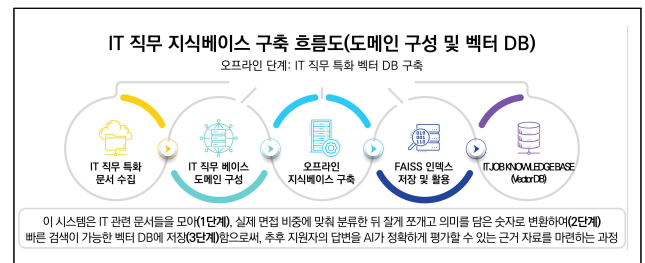 IT 직무 지식베이스 구축 흐름도(도메인 구성 및 벡터 DB)
오프라인 단계: IT 직무 특화 벡터 DB 구축
IT 직무 특화
문서 수집
IT 직무 베이스
도메인 구성
오프라인
지식베이스 구축
010
001
110
FAISS 인덱스
저장 및 활용
IT JOB KNOWLEDGE BASE
(Vector DB)
이 시스템은 IT 관련 문서들을 모아(1단계), 실제 면접 비중에 맞춰 분류한 뒤 잘게 쪼개고 의미를 담은 숫자로 변환하여(2단계)
빠른 검색이 가능한 벡터 DB에 저장(3단계)함으로써, 추후 지원자의 답변을 AI가 정확하게 평가할 수 있는 근거 자료를 마련하는 과정